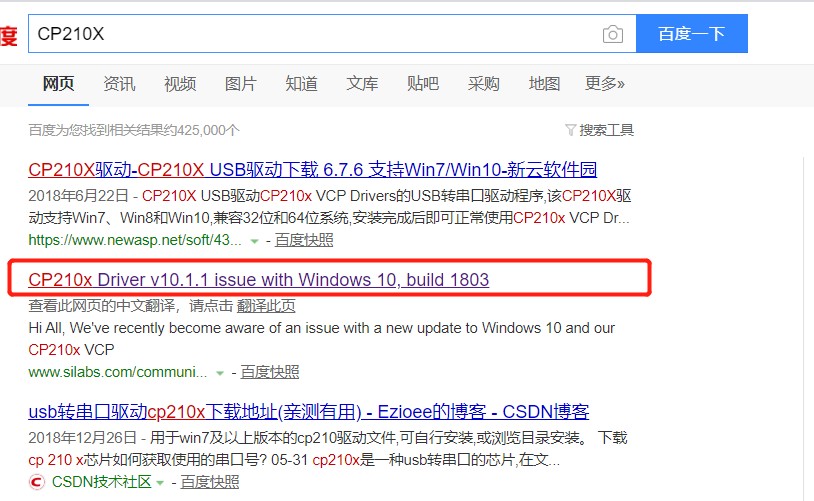 度 CP210X 百度一下
网页 资讯 视频 图片 知道 文库 贴吧 采购 地图 更多»
百度为您找到相关结果约425,000个 搜索工具
CP210X驱动-CP210X USB驱动下载 6.7.6 支持Win7/Win10-新云软件园
2018年6月22日 - CP210X USB驱动CP210x VCP Drivers的USB转串口驱动程序,该CP210X驱
动支持Win7、Win8和Win10,兼容32位和64位系统,安装完成后即可正常使用CP210x VCP Dr...
https://www.newasp.net/soft/43... - 百度快照
CP210x Driver v10.1.1 issue with Windows 10, build 1803
查看此网页的中文翻译，请点击 翻译此页
Hi All, We've recently become aware of an issue with a new update to Windows 10 and our
CP210x VCP
www.silabs.com/communi... - 百度快照
usb转串口驱动cp210x下载地址(亲测有用) - Ezioee的博客 - CSDN博客
2018年12月26日 - 用于win7及以上版本的cp210驱动文件,可自行安装,或浏览目录安装。 下载
cp 210 x芯片如何获取使用的串口号? 05-31 cp210x是一种usb转串口的芯片,在文...
C CSDN技术社区 - 百度快照